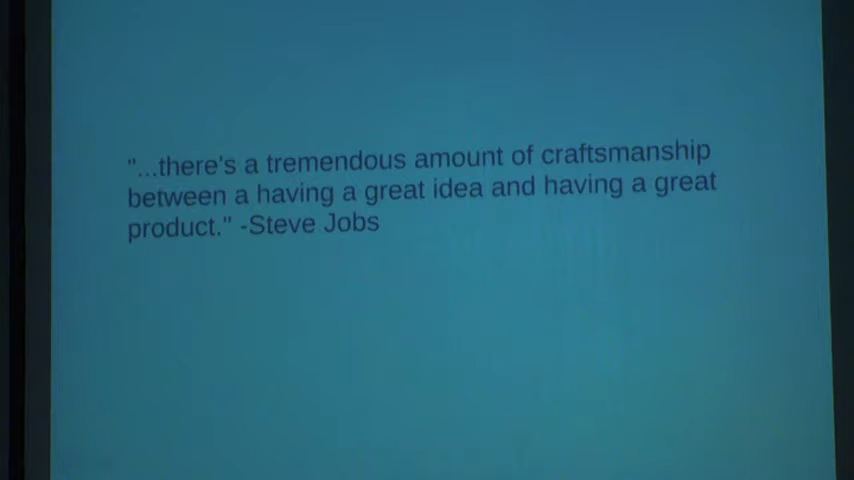 "...there's a tremendous amount of craftsmanship
between a having a great idea and having a great
product." -Steve Jobs